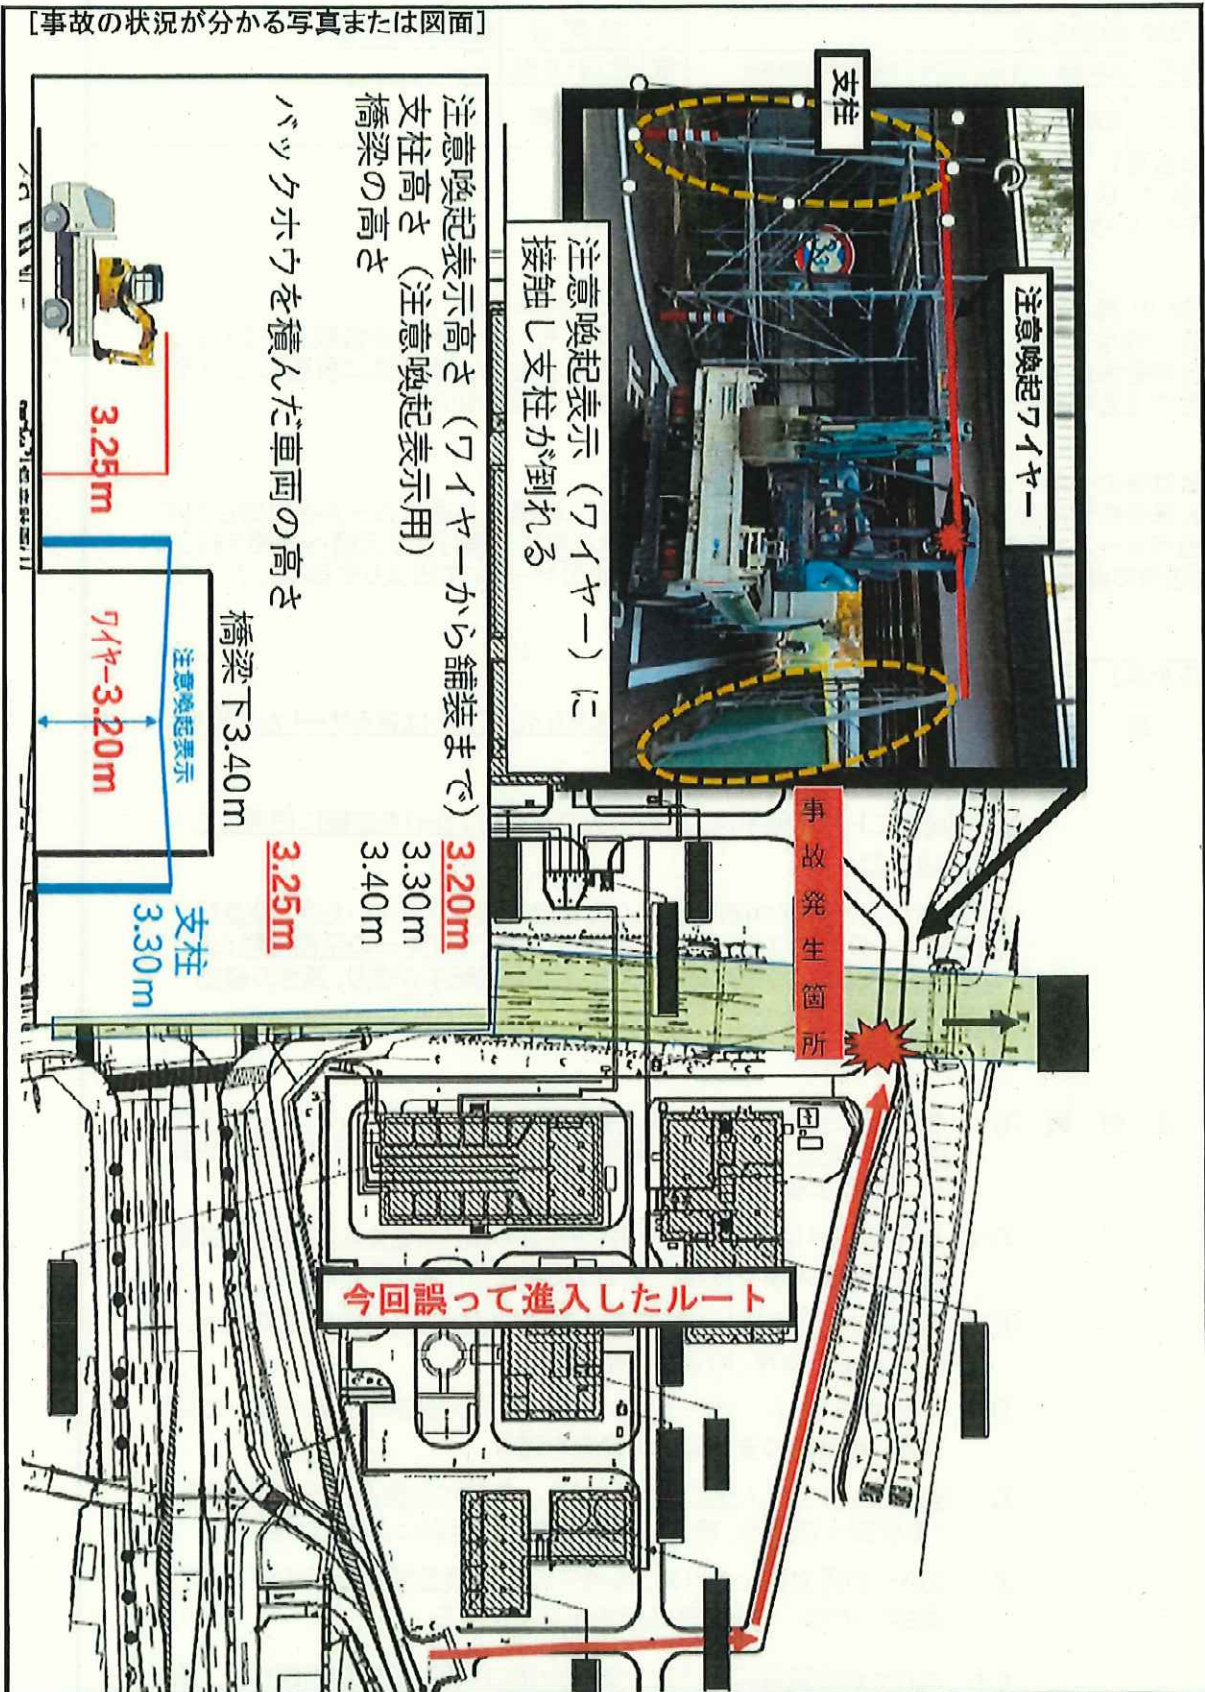 [事故の状況が分かる写真または図面]
支柱
注意喚起ワイヤー
3.3m
注意喚起表示（ワイヤー）に
接触し支柱が倒れる
事故発生箇所
今回誤って進入したルート
注意喚起表示高さ（ワイヤーから舗装まで） 3.20m
支柱高さ（注意喚起表示用） 3.30m
橋梁の高さ 3.40m
バックホウを積んだ車両の高さ 3.25m
橋梁下3.40m
注意喚起表示
ワイヤー3.20m
3.25m
支柱
3.30m